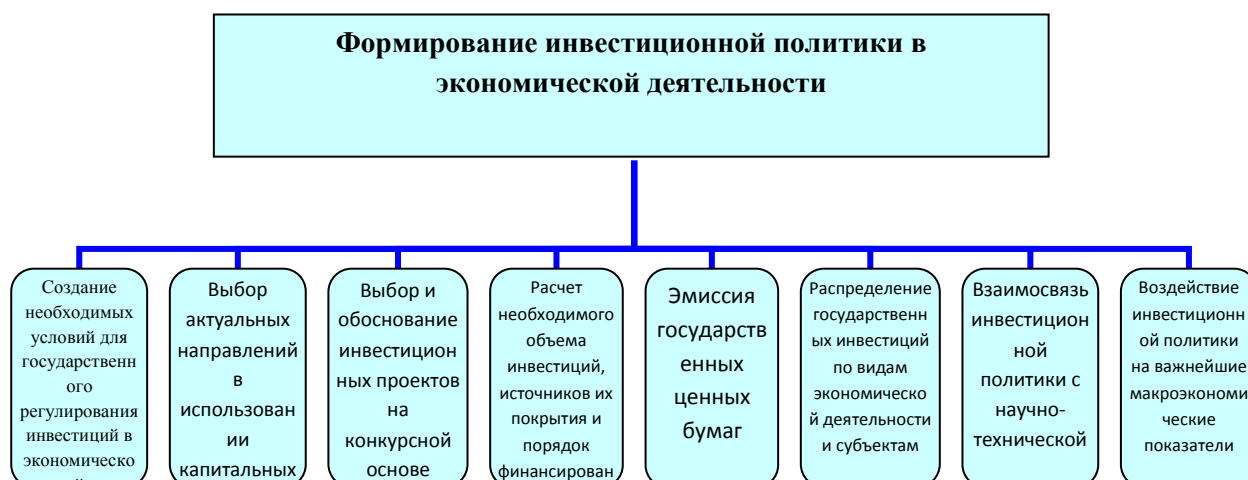 Формирование инвестиционной политики в
экономической деятельности
Создание
необходимых
условий для
государственн
ого
регулирования
инвестиций в
экономическо
Выбор
актуальных
направлений
в
использован
ии
капитальных
Выбор и
обоснование
инвестицион
ных проектов
на
конкурсной
основе
Расчет
необходимого
объема
инвестиций,
источников их
покрытия и
порядок
финансирован
Эмиссия
государств
енных
ценных
бумаг
Распределение
государственн
ых инвестиций
по видам
экономическо
й деятельности
и субъектам
Взаимосвязь
инвестицион
ной
политики с
научно-
технической
Воздействие
инвестиционн
ой политики
на важнейшие
макроэкономи
ческие
показатели